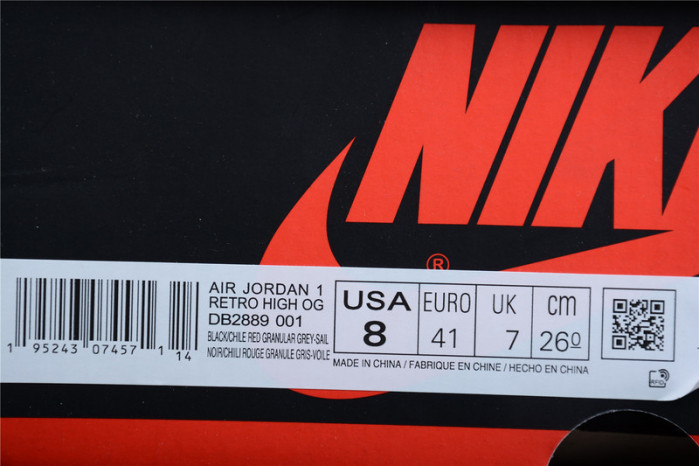 NIK
®
AIR JORDAN 1
RETRO HIGH OG
DB2889 001
BLACK/CHILE RED GRANULAR GREY-SAIL
NOIR/CHILI ROUGE GRANULE GRIS-VOILE
USA EURO UK cm
8 41 7 26.0
MADE IN CHINA / FABRIQUE EN CHINE / HECHO EN CHINA
1 95243 07457 1 14
RFID